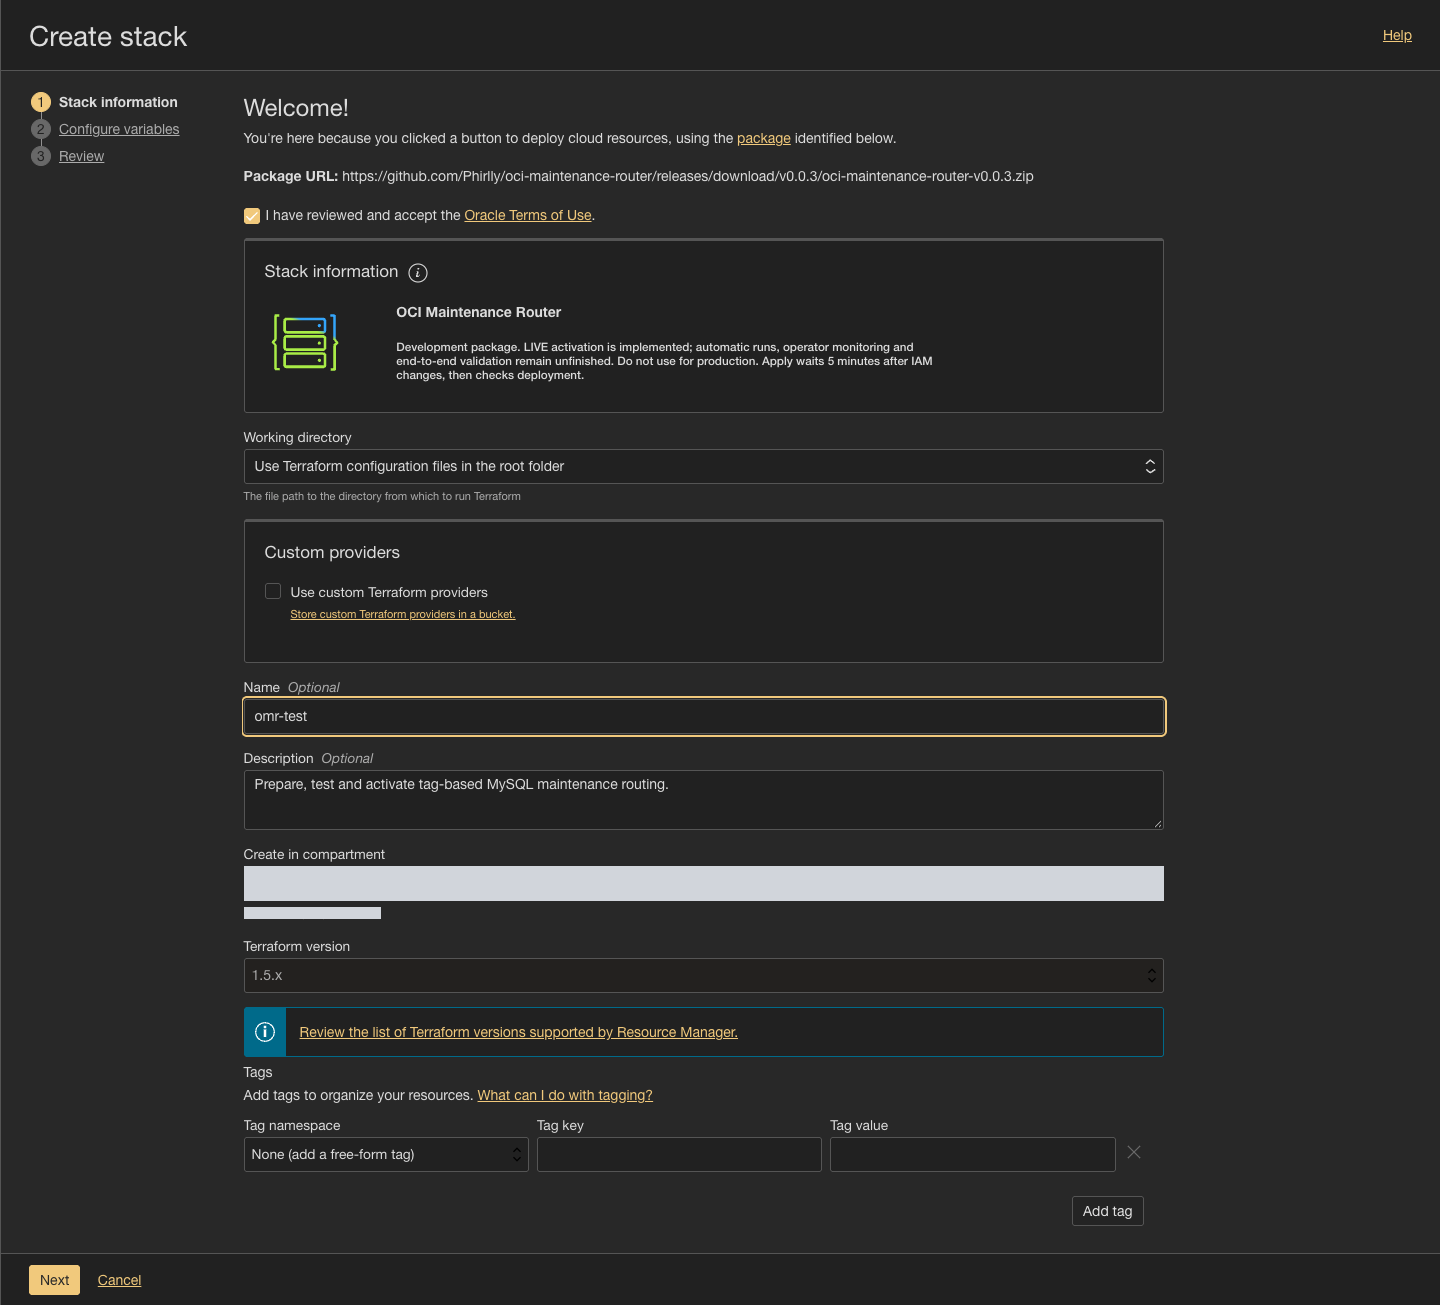 Create stack
Help
1 Stack information
2 Configure variables
3 Review
Welcome!
You're here because you clicked a button to deploy cloud resources, using the package identified below.
Package URL: https://github.com/Phirlly/oci-maintenance-router/releases/download/v0.0.3/oci-maintenance-router-v0.0.3.zip
I have reviewed and accept the Oracle Terms of Use.
Stack information
OCI Maintenance Router
Development package. LIVE activation is implemented; automatic runs, operator monitoring and
end-to-end validation remain unfinished. Do not use for production. Apply waits 5 minutes after IAM
changes, then checks deployment.
Working directory
Use Terraform configuration files in the root folder
The file path to the directory from which to run Terraform
Custom providers
Use custom Terraform providers
Store custom Terraform providers in a bucket.
Name Optional
omr-test
Description Optional
Prepare, test and activate tag-based MySQL maintenance routing.
Create in compartment
Terraform version
1.5.x
Review the list of Terraform versions supported by Resource Manager.
Tags
Add tags to organize your resources. What can I do with tagging?
Tag namespace
Tag key
Tag value
None (add a free-form tag)
Add tag
Next
Cancel